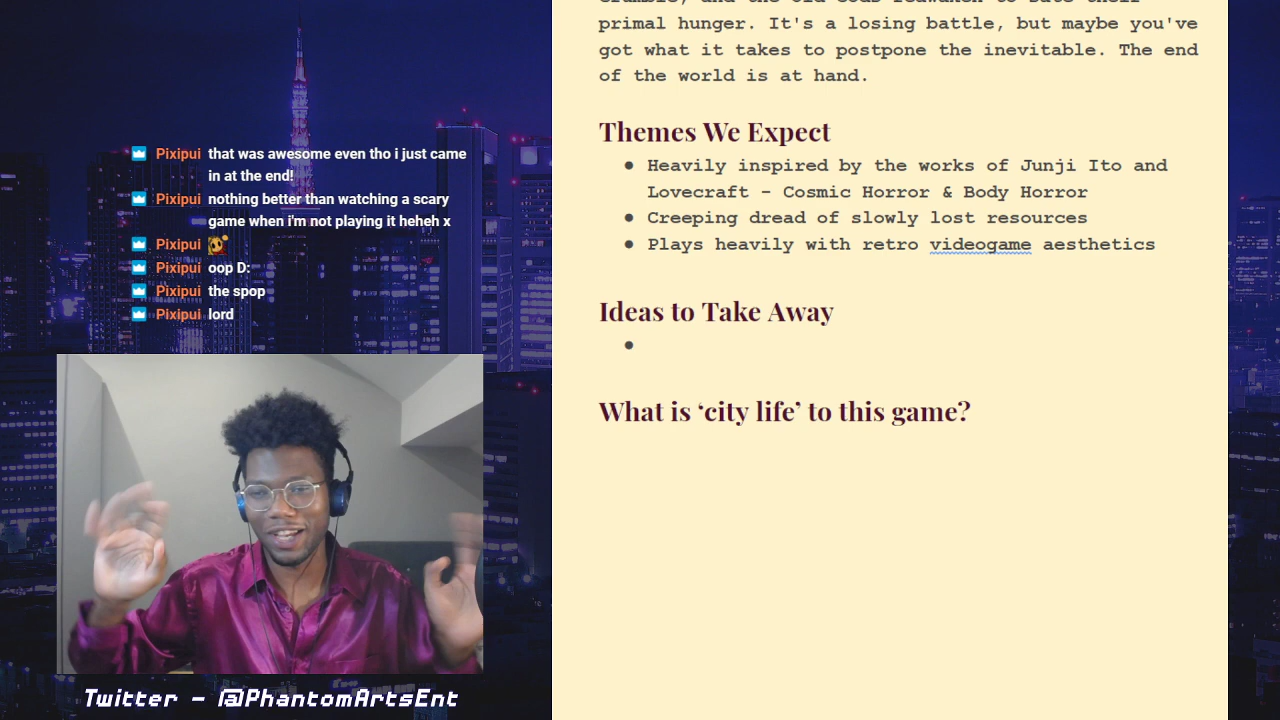 Pixipui that was awesome even tho i just came
in at the end!
Pixipui nothing better than watching a scary
game when i'm not playing it heheh x
Pixipui
Pixipui oop D:
Pixipui the spop
Pixipui lord
Twitter - @PhantomArtsEnt
primal hunger. It's a losing battle, but maybe you've
got what it takes to postpone the inevitable. The end
of the world is at hand.
Themes We Expect
● Heavily inspired by the works of Junji Ito and
Lovecraft - Cosmic Horror & Body Horror
● Creeping dread of slowly lost resources
● Plays heavily with retro videogame aesthetics
Ideas to Take Away
●
What is ‘city life’ to this game?